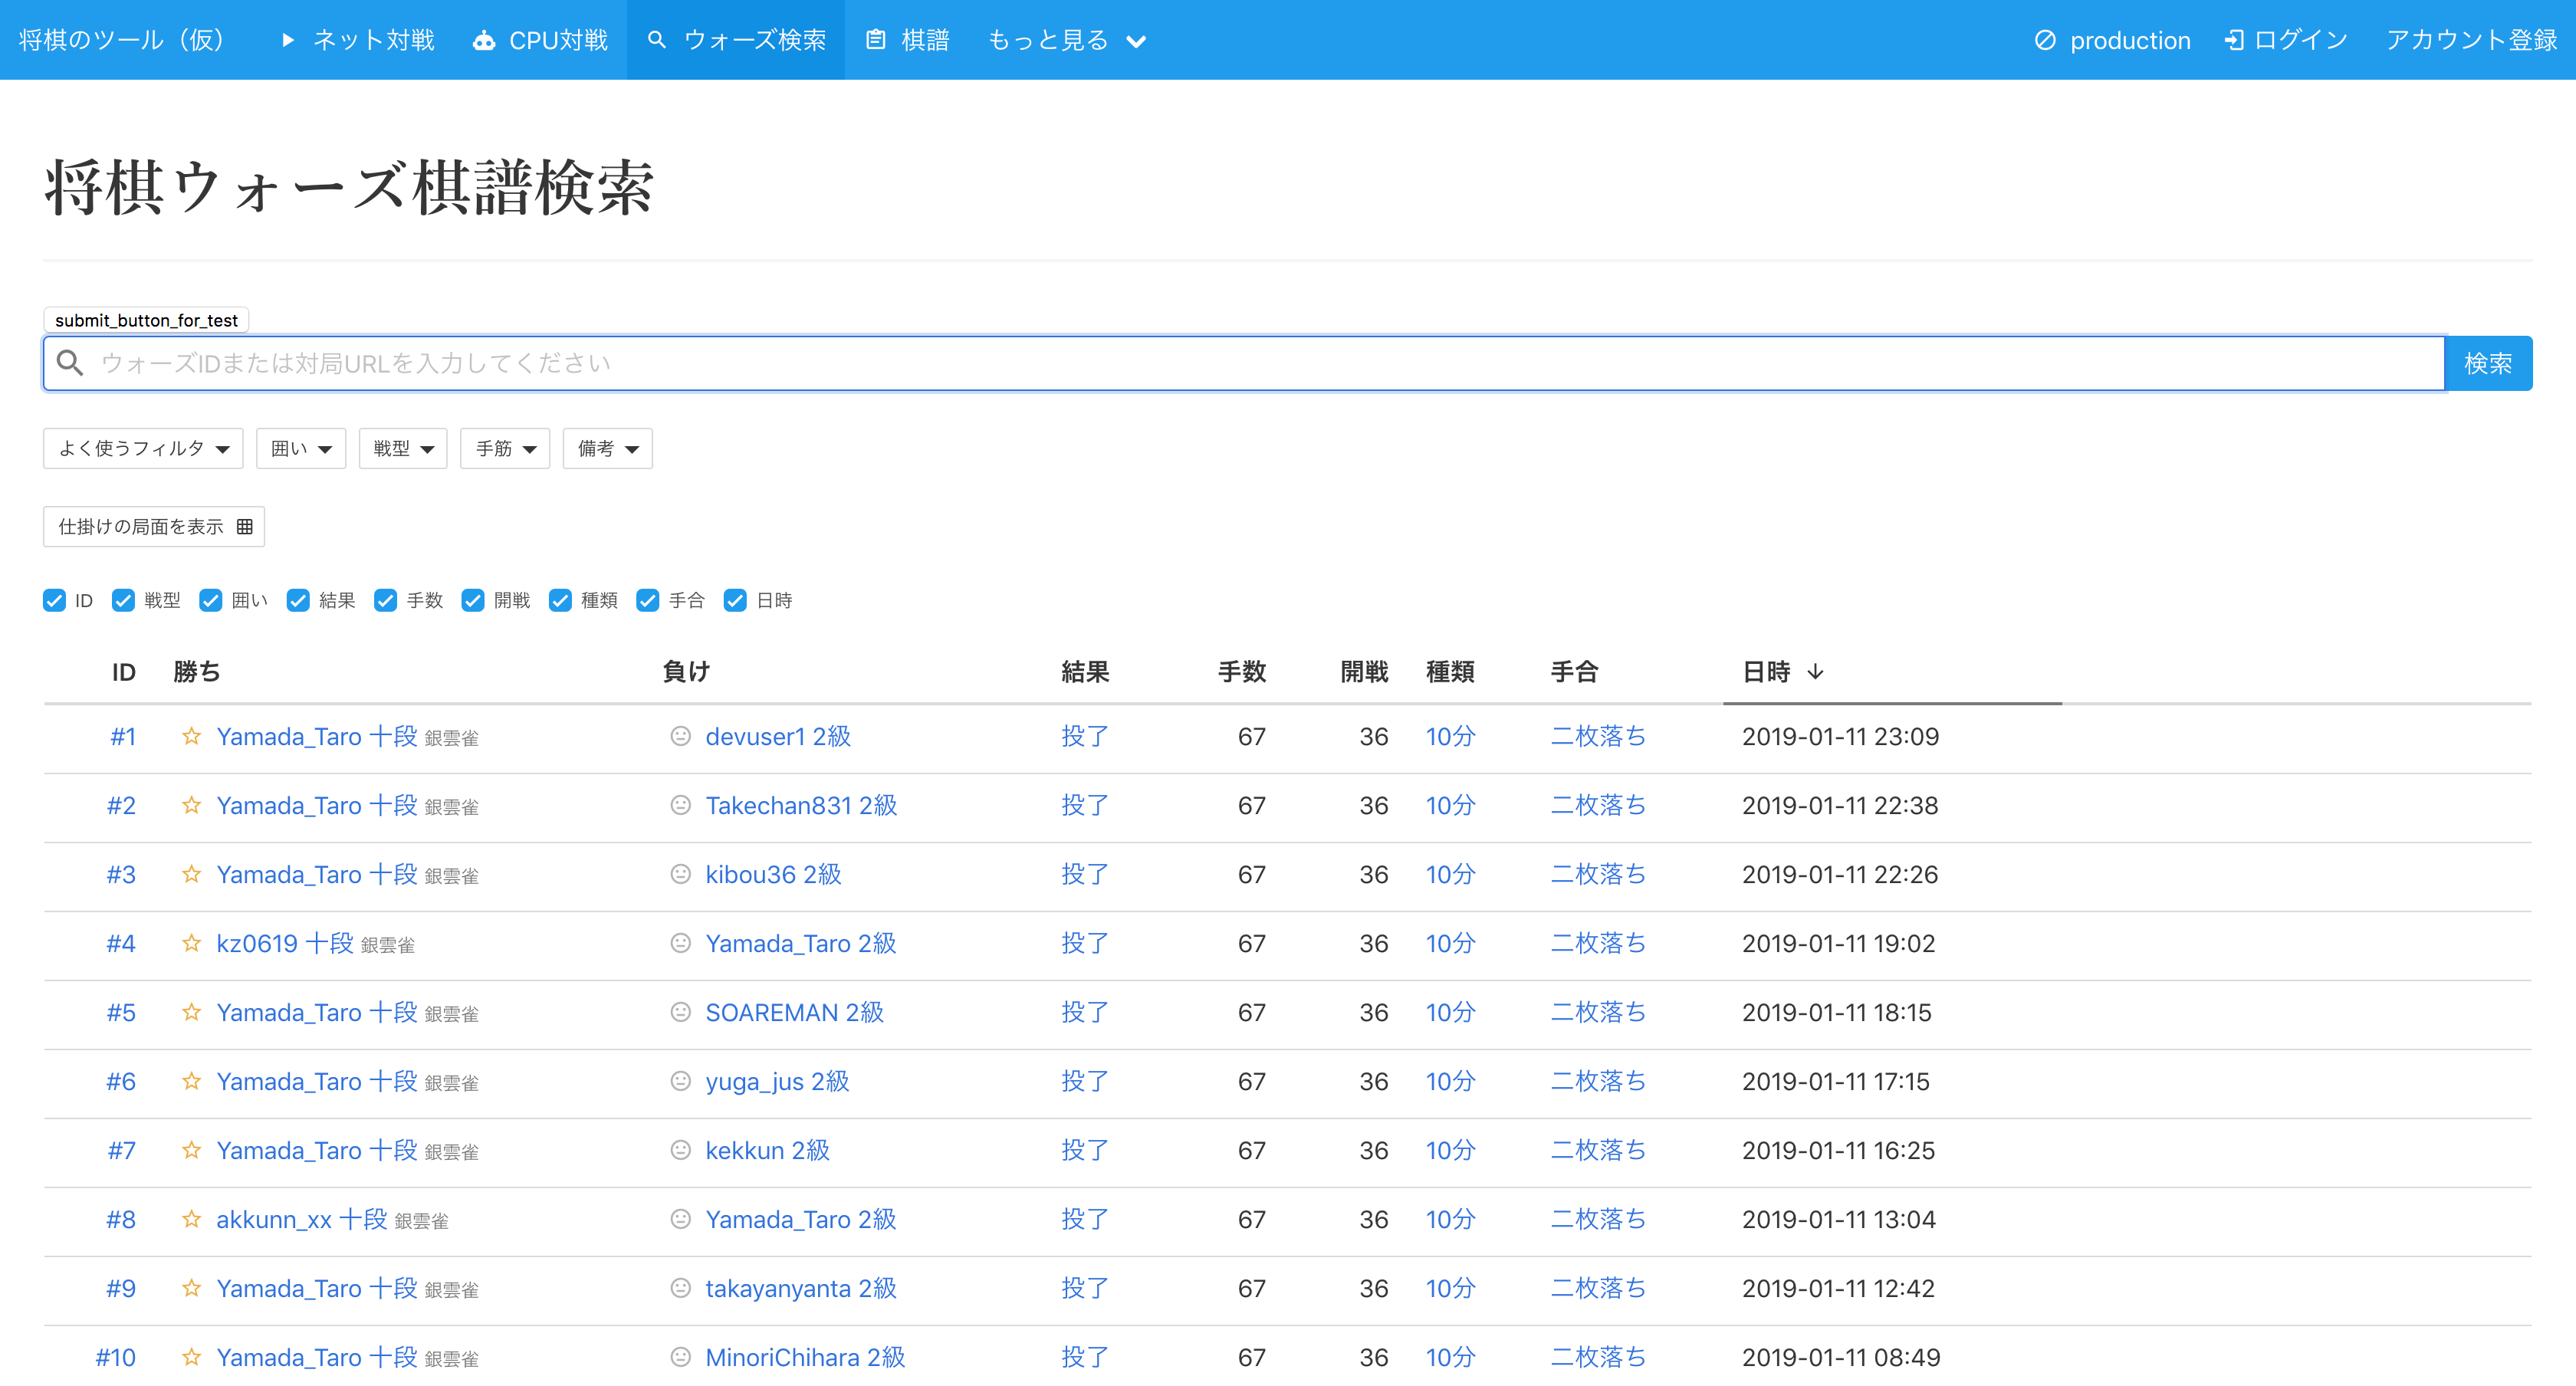 将棋のツール（仮） ネット対戦 CPU対戦 ウォーズ検索 棋譜 もっと見る production ログイン アカウント登録
将棋ウォーズ棋譜検索
submit_button_for_test
ウォーズIDまたは対局URLを入力してください 検索
よく使うフィルタ 囲い 戦型 手筋 備考
仕掛けの局面を表示
ID 戦型 囲い 結果 手数 開戦 種類 手合 日時
ID 勝ち 負け 結果 手数 開戦 種類 手合 日時
#1 Yamada_Taro 十段 銀雲雀 devuser1 2級 投了 67 36 10分 二枚落ち 2019-01-11 23:09
#2 Yamada_Taro 十段 銀雲雀 Takechan831 2級 投了 67 36 10分 二枚落ち 2019-01-11 22:38
#3 Yamada_Taro 十段 銀雲雀 kibou36 2級 投了 67 36 10分 二枚落ち 2019-01-11 22:26
#4 kz0619 十段 銀雲雀 Yamada_Taro 2級 投了 67 36 10分 二枚落ち 2019-01-11 19:02
#5 Yamada_Taro 十段 銀雲雀 SOAREMAN 2級 投了 67 36 10分 二枚落ち 2019-01-11 18:15
#6 Yamada_Taro 十段 銀雲雀 yuga_jus 2級 投了 67 36 10分 二枚落ち 2019-01-11 17:15
#7 Yamada_Taro 十段 銀雲雀 kekkun 2級 投了 67 36 10分 二枚落ち 2019-01-11 16:25
#8 akkunn_xx 十段 銀雲雀 Yamada_Taro 2級 投了 67 36 10分 二枚落ち 2019-01-11 13:04
#9 Yamada_Taro 十段 銀雲雀 takayanyanta 2級 投了 67 36 10分 二枚落ち 2019-01-11 12:42
#10 Yamada_Taro 十段 銀雲雀 MinoriChihara 2級 投了 67 36 10分 二枚落ち 2019-01-11 08:49